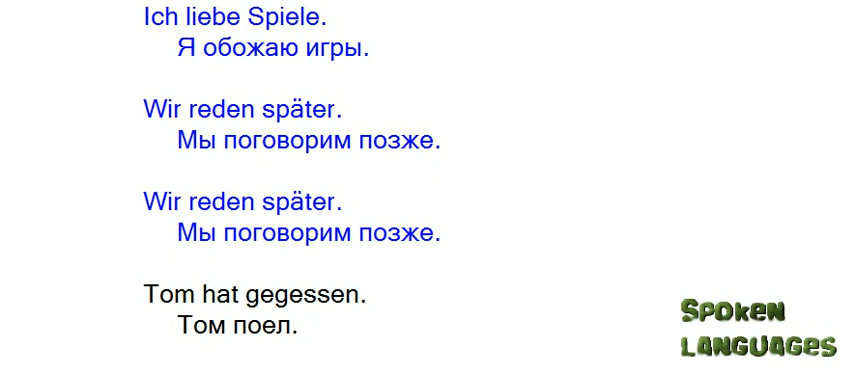 Ich liebe Spiele.
Я обожаю игры.
Wir reden später.
Мы поговорим позже.
Wir reden später.
Мы поговорим позже.
Tom hat gegessen.
Том поел.
Spoken
Languages